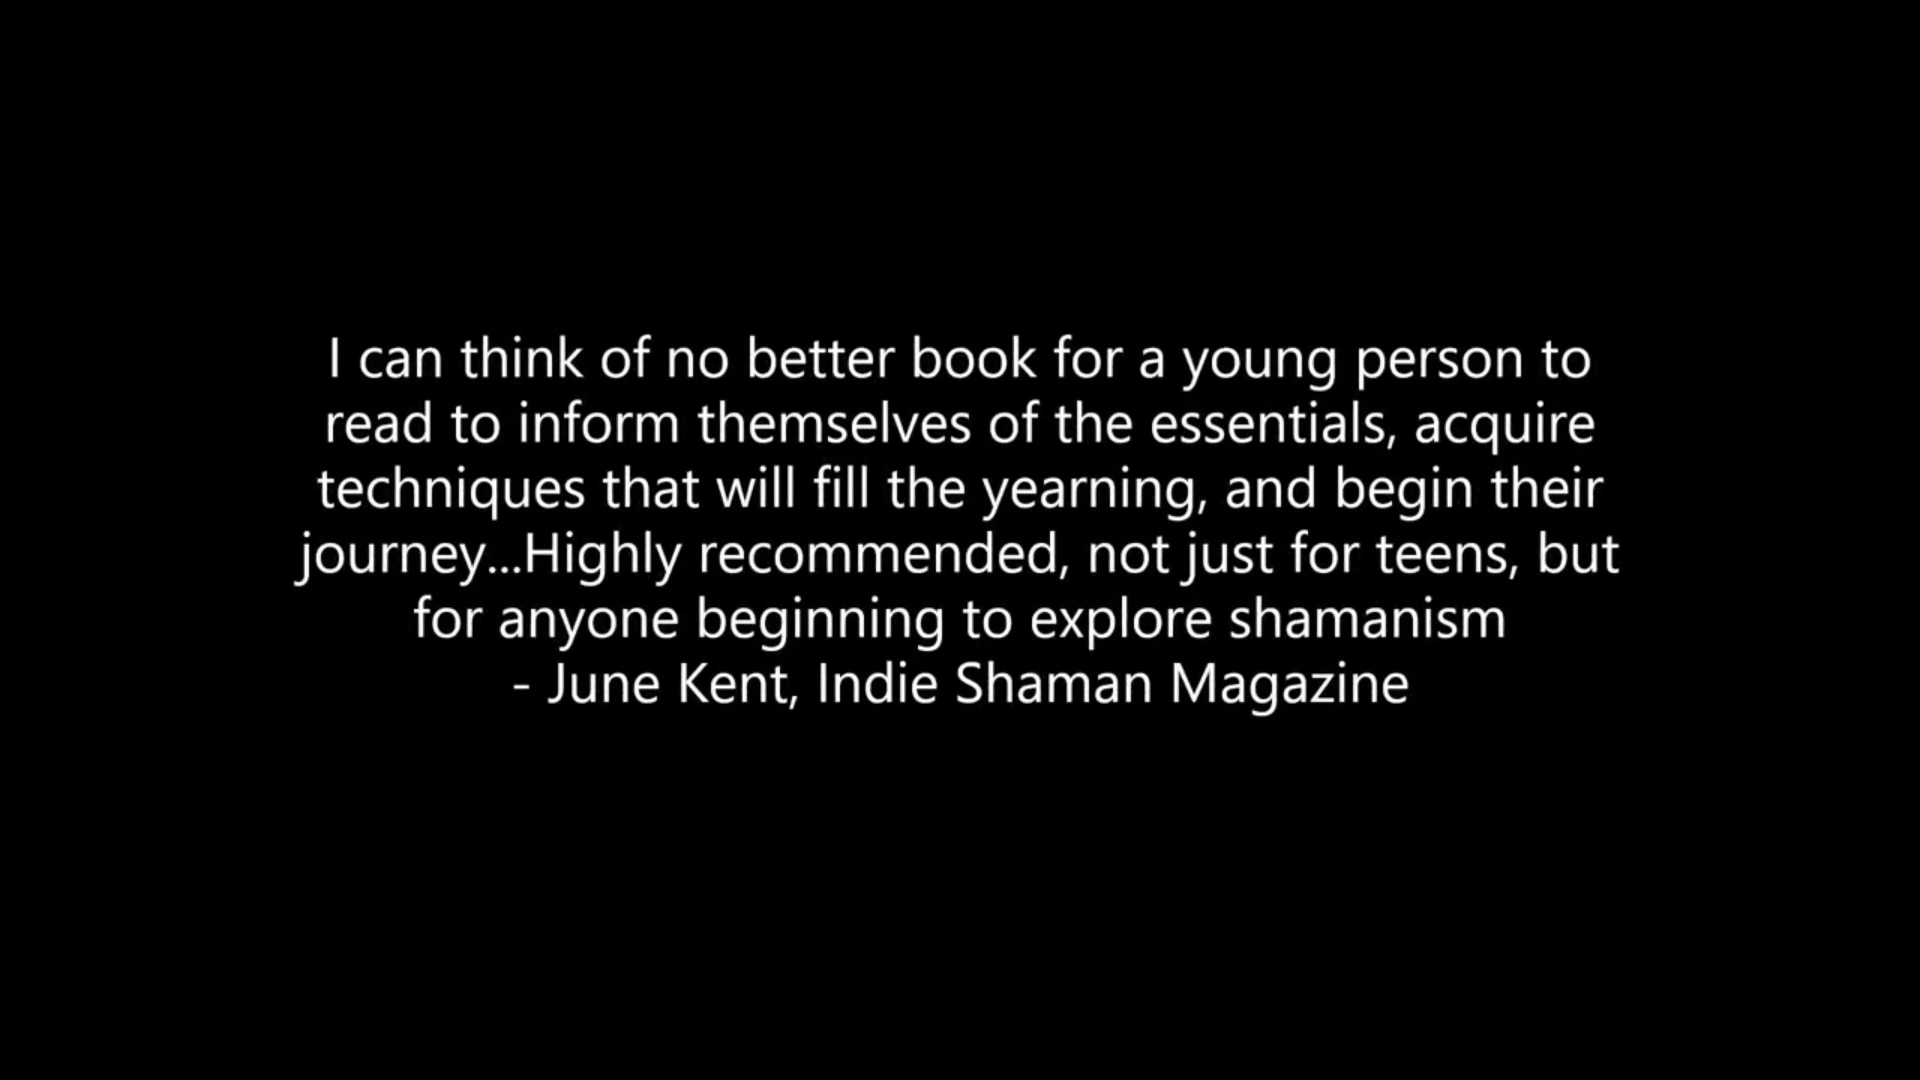 I can think of no better book for a young person to
read to inform themselves of the essentials, acquire
techniques that will fill the yearning, and begin their
journey...Highly recommended, not just for teens, but
for anyone beginning to explore shamanism
- June Kent, Indie Shaman Magazine